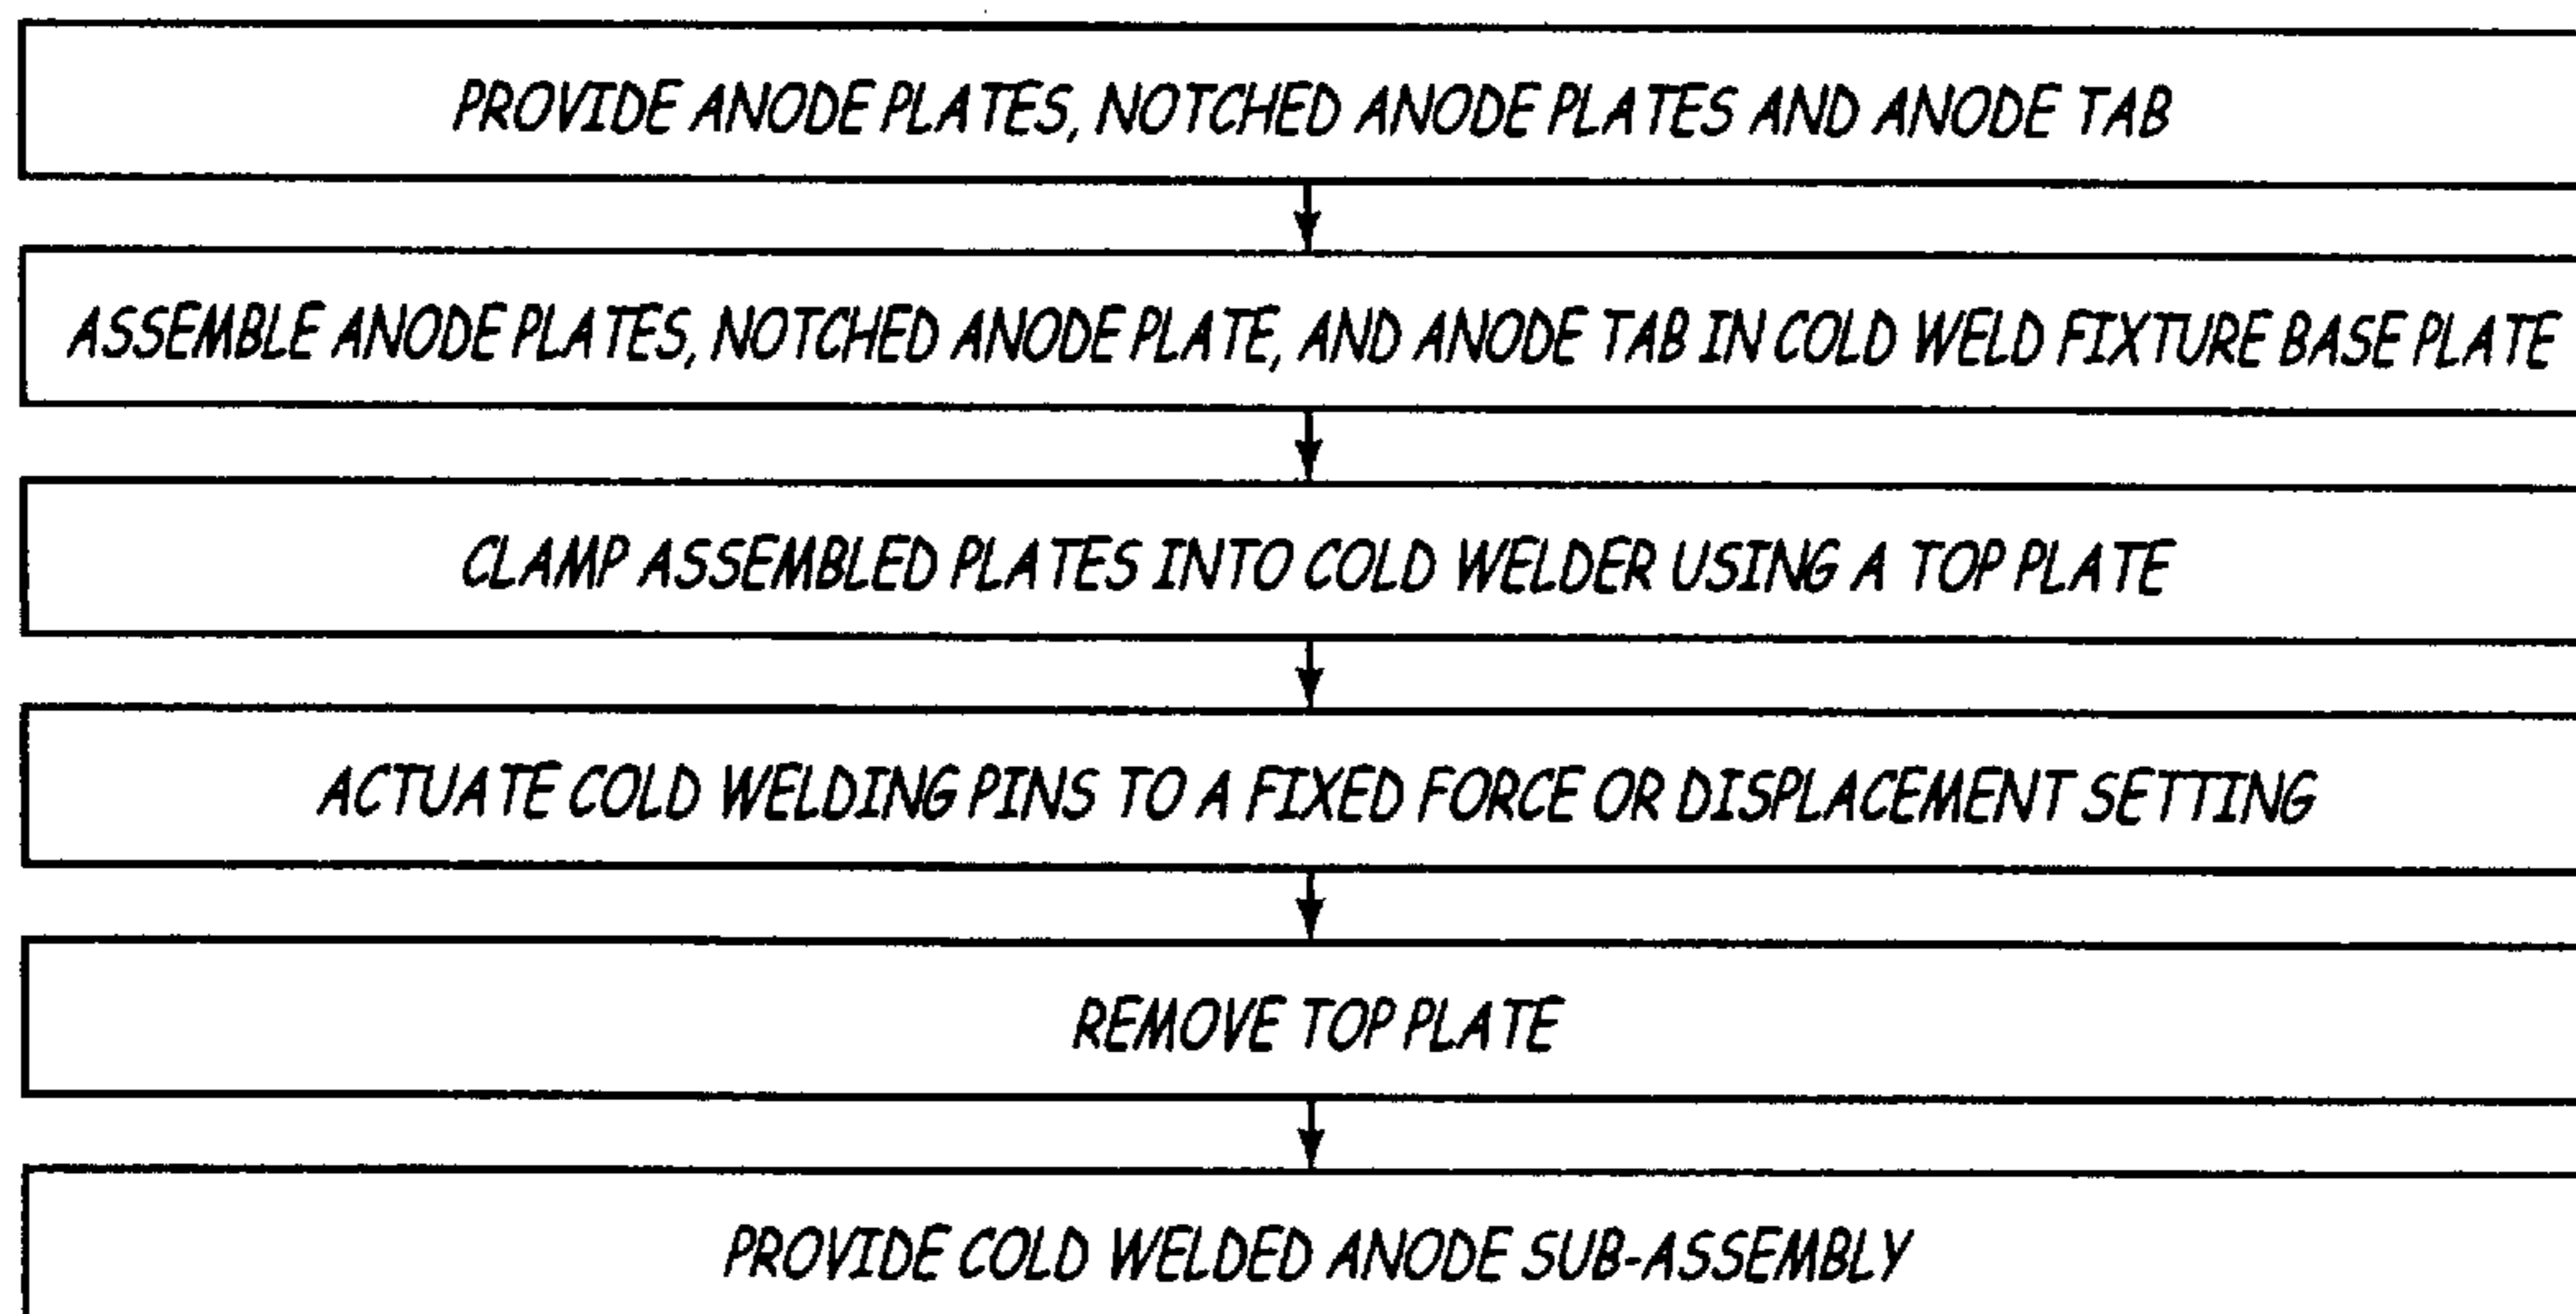 PROVIDE ANODE PLATES, NOTCHED ANODE PLATES AND ANODE TAB
ASSEMBLE ANODE PLATES, NOTCHED ANODE PLATE, AND ANODE TAB IN COLD WELD FIXTURE BASE PLATE
CLAMP ASSEMBLED PLATES INTO COLD WELDER USING A TOP PLATE
ACTUATE COLD WELDING PINS TO A FIXED FORCE OR DISPLACEMENT SETTING
REMOVE TOP PLATE
PROVIDE COLD WELDED ANODE SUB-ASSEMBLY